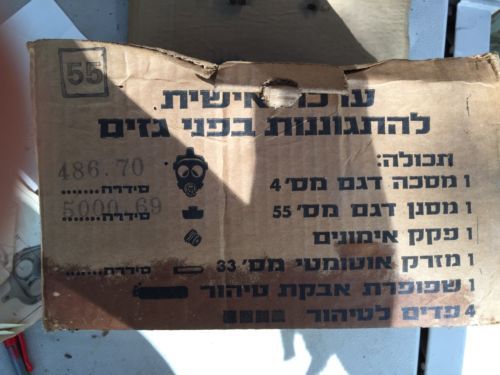 55
ערכה אישית
להתגוננות בפני גזים
תכולה:
1 מסכה דגם מס' 4
486.70
סידרה.......
1 מסנן דגם מס' 55
5000 69
סידרה.......
1 פקק אימונים
1 מזרק אוטומטי מס' 33
סידרה.......
1 שפופרת אבקת טיהור
4 פדים לטיהור